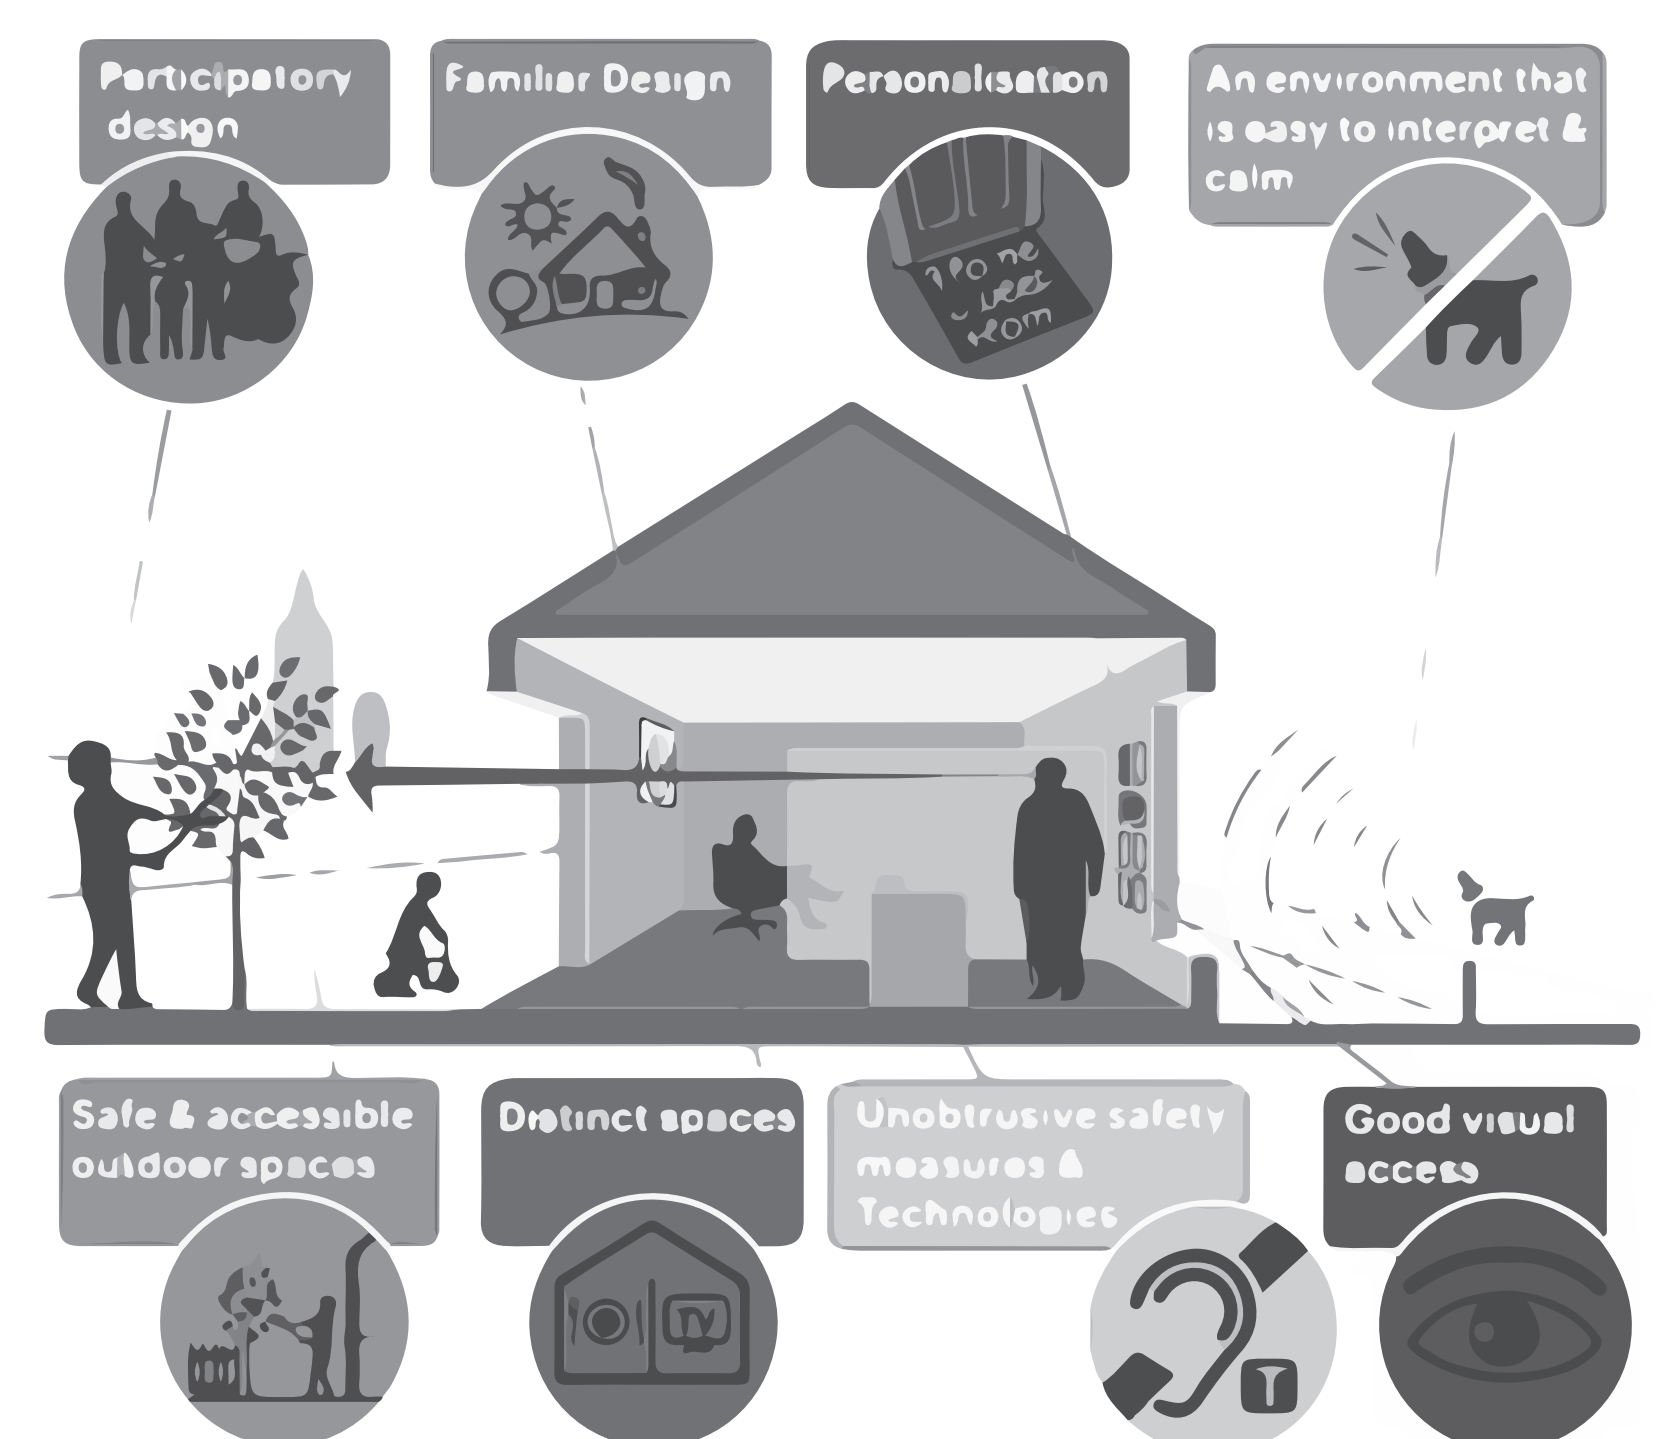 Participatory
design
Familiar Design
Personalisation
An environment that
is easy to interpret &
calm
Safe & accessible
outdoor spaces
Distinct spaces
TV
Unobtrusive safety
measures &
Technologies
T
Good visual
access